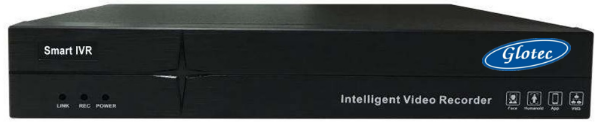 Smart IVR
Glotec
LINK REC POWER
Intelligent Video Recorder
Face Humanoid App